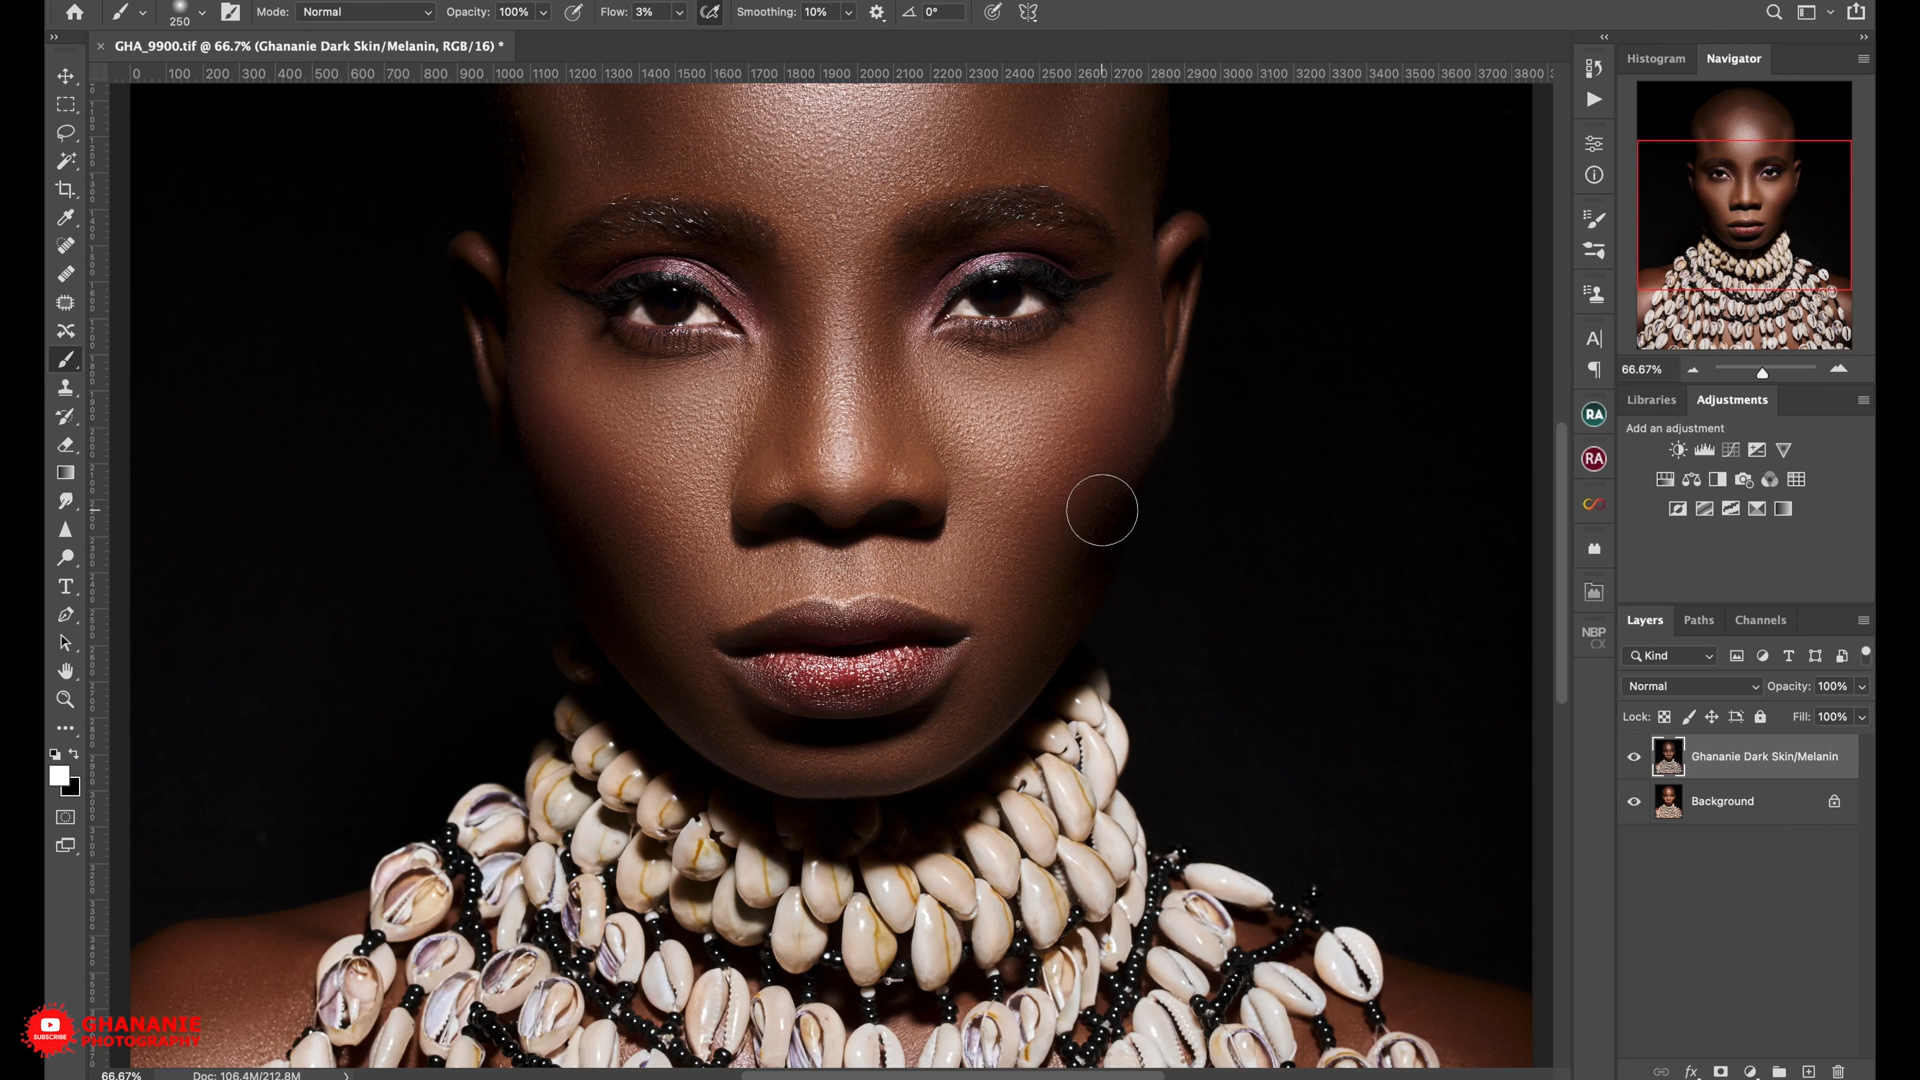 250
Mode: Normal
Opacity: 100%
Flow: 3%
Smoothing: 10%
0°
GHA_9900.tif @ 66.7% (Ghananie Dark Skin/Melanin, RGB/16) *
0 100 200 300 400 500 600 700 800 900 1000 1100 1200 1300 1400 1500 1600 1700 1800 1900 2000 2100 2200 2300 2400 2500 2600 2700 2800 2900 3000 3100 3200 3300 3400 3500 3600 3700 3800
Histogram Navigator
66.67%
Libraries Adjustments
Add an adjustment
A|
RA
RA
NBP
CX
Layers Paths Channels
Kind
Normal Opacity: 100%
Lock: Fill: 100%
Ghananie Dark Skin/Melanin
Background
fx
T
SUBSCRIBE
GHANANIE
PHOTOGRAPHY
66.67% Doc: 106.4M/212.8M